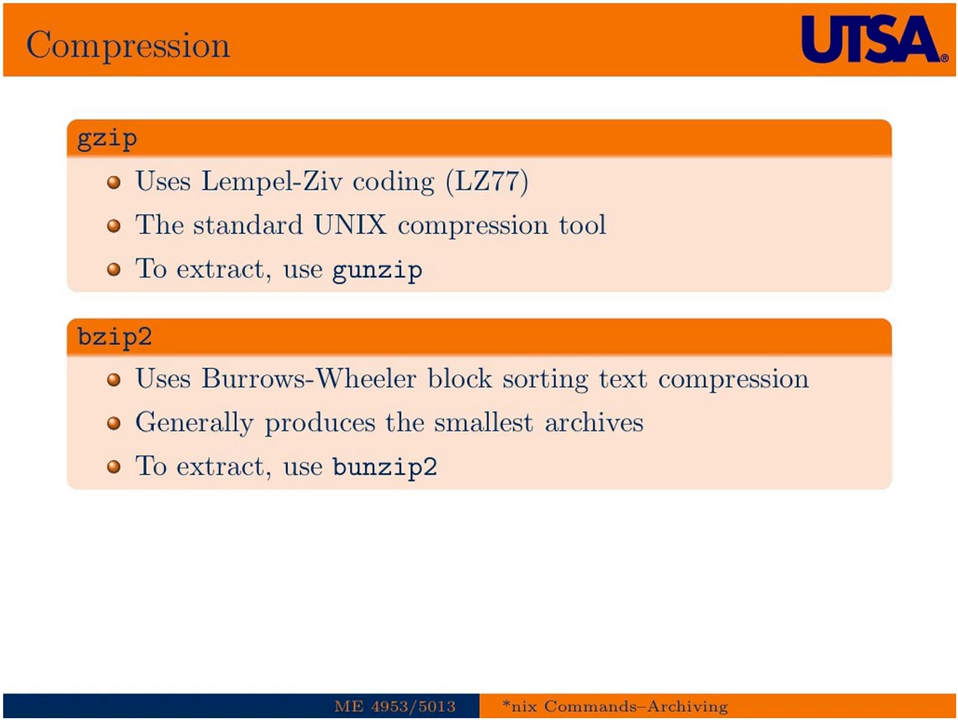 Compression
UTSA®
gzip
Uses Lempel-Ziv coding (LZ77)
The standard UNIX compression tool
To extract, use gunzip
bzip2
Uses Burrows-Wheeler block sorting text compression
Generally produces the smallest archives
To extract, use bunzip2
ME 4953/5013 *nix Commands–Archiving